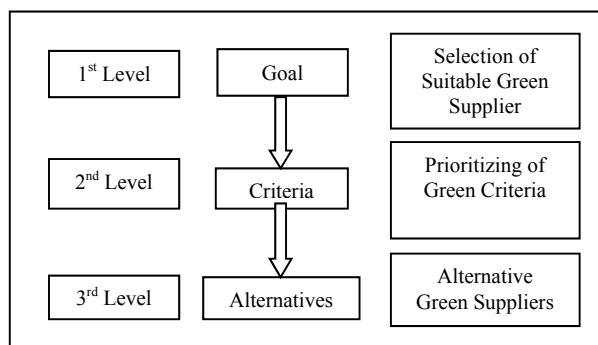 1st Level
Goal
Selection of
Suitable Green
Supplier
2nd Level
Criteria
Prioritizing of
Green Criteria
3rd Level
Alternatives
Alternative
Green Suppliers